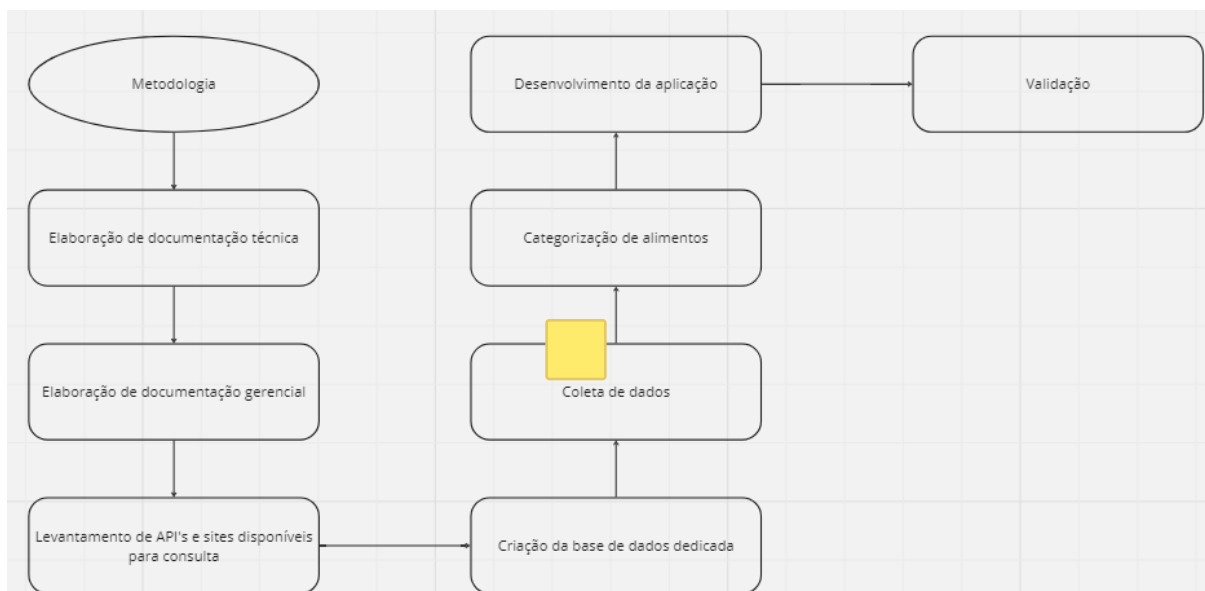 Metodologia
Elaboração de documentação técnica
Elaboração de documentação gerencial
Levantamento de API's e sites disponíveis
para consulta
Criação da base de dados dedicada
Coleta de dados
Categorização de alimentos
Desenvolvimento da aplicação
Validação